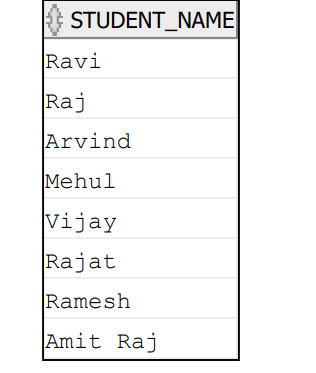 STUDENT_NAME
Ravi
Raj
Arvind
Mehul
Vijay
Rajat
Ramesh
Amit Raj